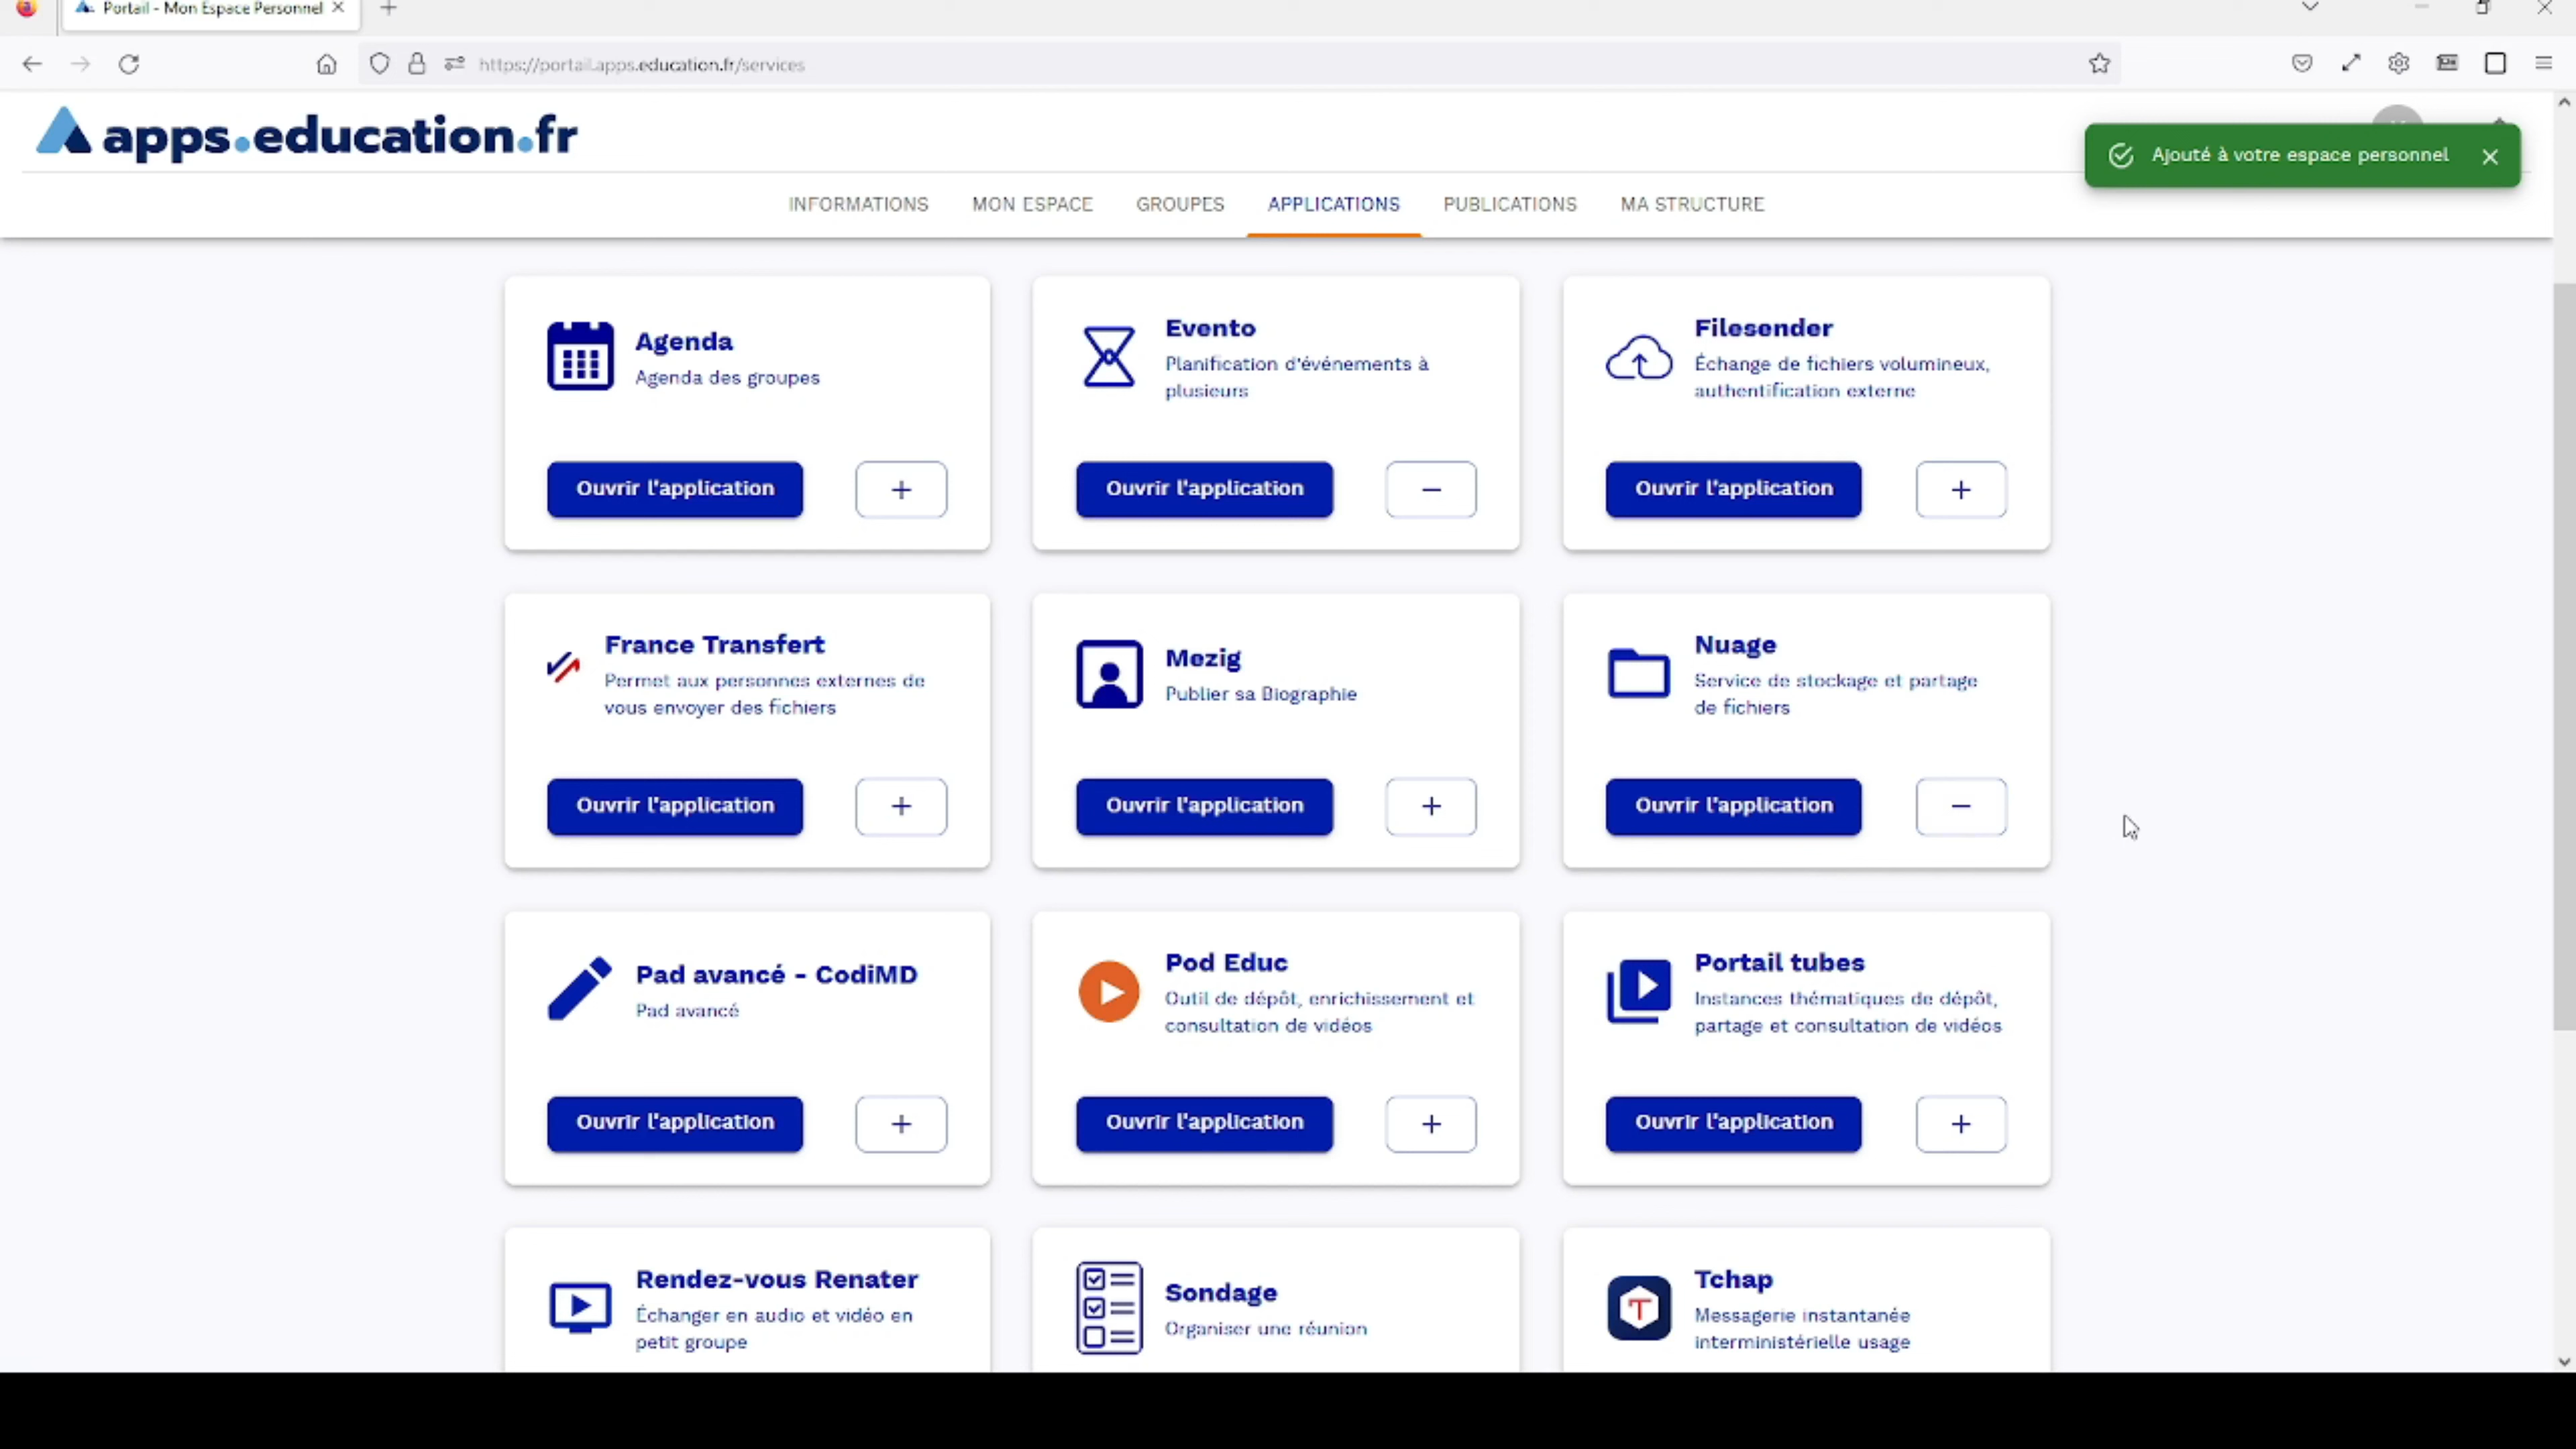 Portail - Mon Espace Personnel
https://portail.apps.education.fr/services
apps.education.fr
Ajouté à votre espace personnel
INFORMATIONS MON ESPACE GROUPES APPLICATIONS PUBLICATIONS MA STRUCTURE
Agenda
Agenda des groupes
Ouvrir l'application +
Evento
Planification d'événements à
plusieurs
Ouvrir l'application −
Filesender
Échange de fichiers volumineux,
authentification externe
Ouvrir l'application +
France Transfert
Permet aux personnes externes de
vous envoyer des fichiers
Ouvrir l'application +
Mezig
Publier sa Biographie
Ouvrir l'application +
Nuage
Service de stockage et partage
de fichiers
Ouvrir l'application −
Pad avancé - CodiMD
Pad avancé
Ouvrir l'application +
Pod Educ
Outil de dépôt, enrichissement et
consultation de vidéos
Ouvrir l'application +
Portail tubes
Instances thématiques de dépôt,
partage et consultation de vidéos
Ouvrir l'application +
Rendez-vous Renater
Échanger en audio et vidéo en
petit groupe
Sondage
Organiser une réunion
T
Tchap
Messagerie instantanée
interministérielle usage